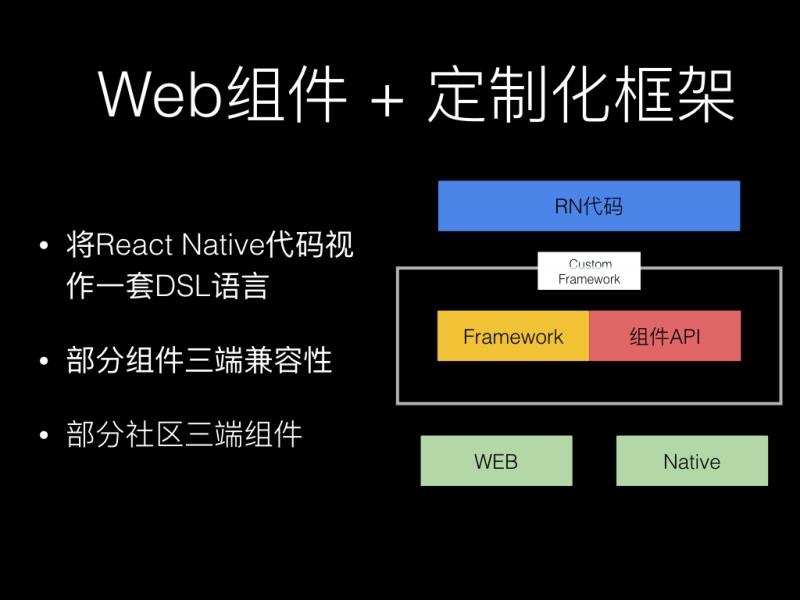 Web组件 + 定制化框架
• 将React Native代码视
作一套DSL语言
• 部分组件三端兼容性
• 部分社区三端组件
RN代码
Custom
Framework
Framework
组件API
WEB
Native